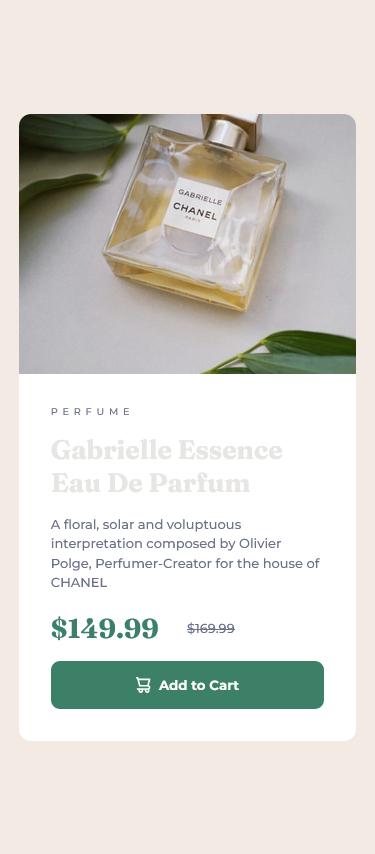 GABRIELLE
CHANEL
PARIS
PERFUME
Gabrielle Essence
Eau De Parfum
A floral, solar and voluptuous
interpretation composed by Olivier
Polge, Perfumer-Creator for the house of
CHANEL
$149.99 $169.99
Add to Cart